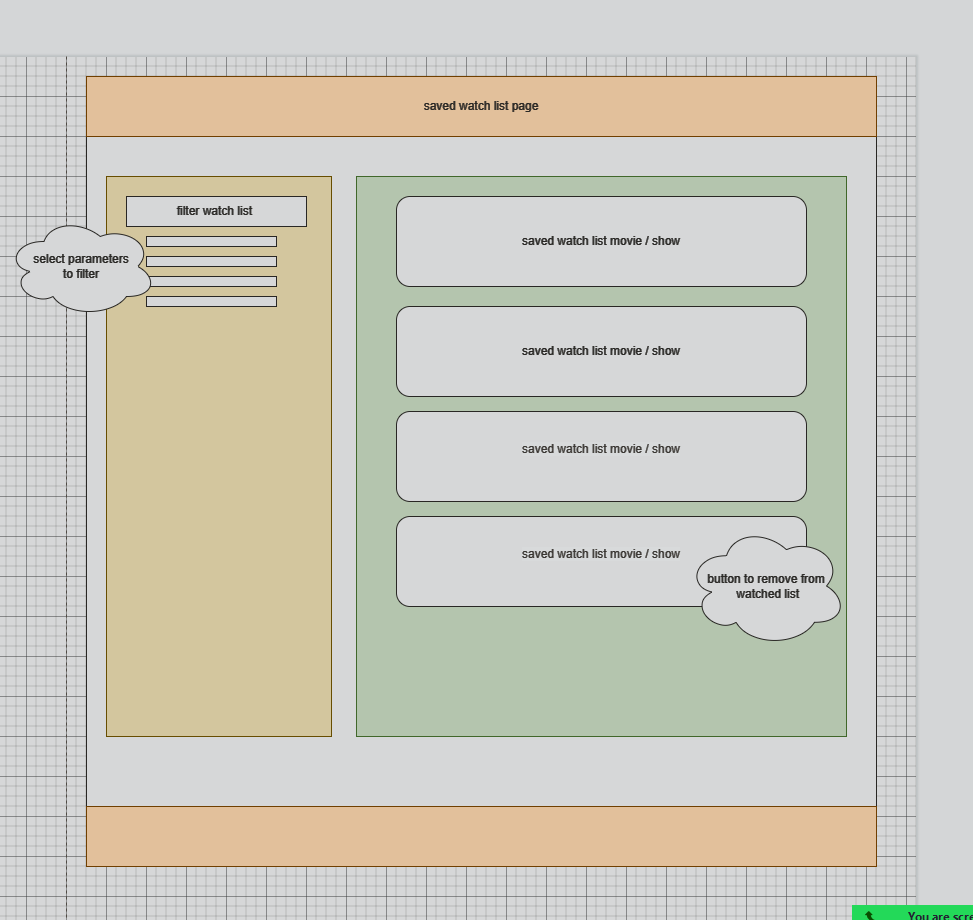 saved watch list page
filter watch list
select parameters
to filter
saved watch list movie / show
saved watch list movie / show
saved watch list movie / show
saved watch list movie / show
button to remove from
watched list
You are